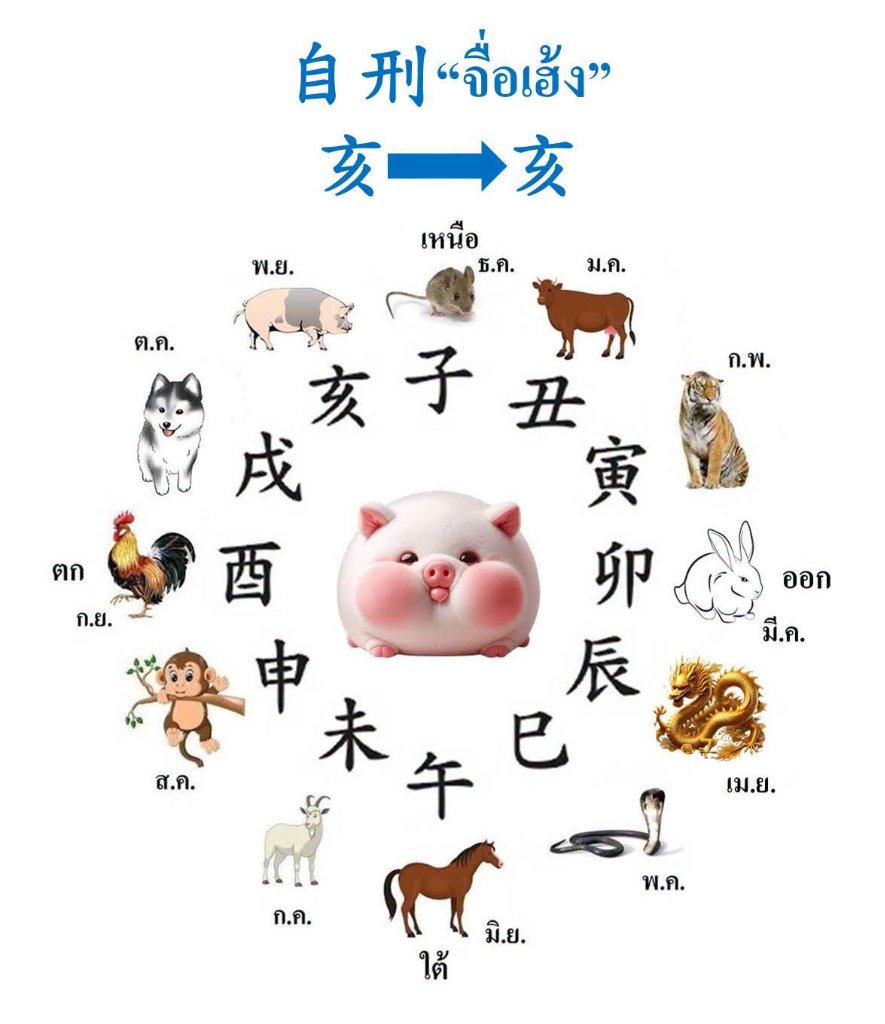 自 刑 “จื่อเฮ้ง”
亥 亥
เหนือ
พ.ย. ธ.ค. ม.ค.
ต.ค. ก.พ.
亥 子 丑
戌 寅
ตก 酉 卯 ออก
ก.ย. มี.ค.
申 辰
未 午 巳
ส.ค. เม.ย.
พ.ค.
ก.ค. มิ.ย.
ใต้